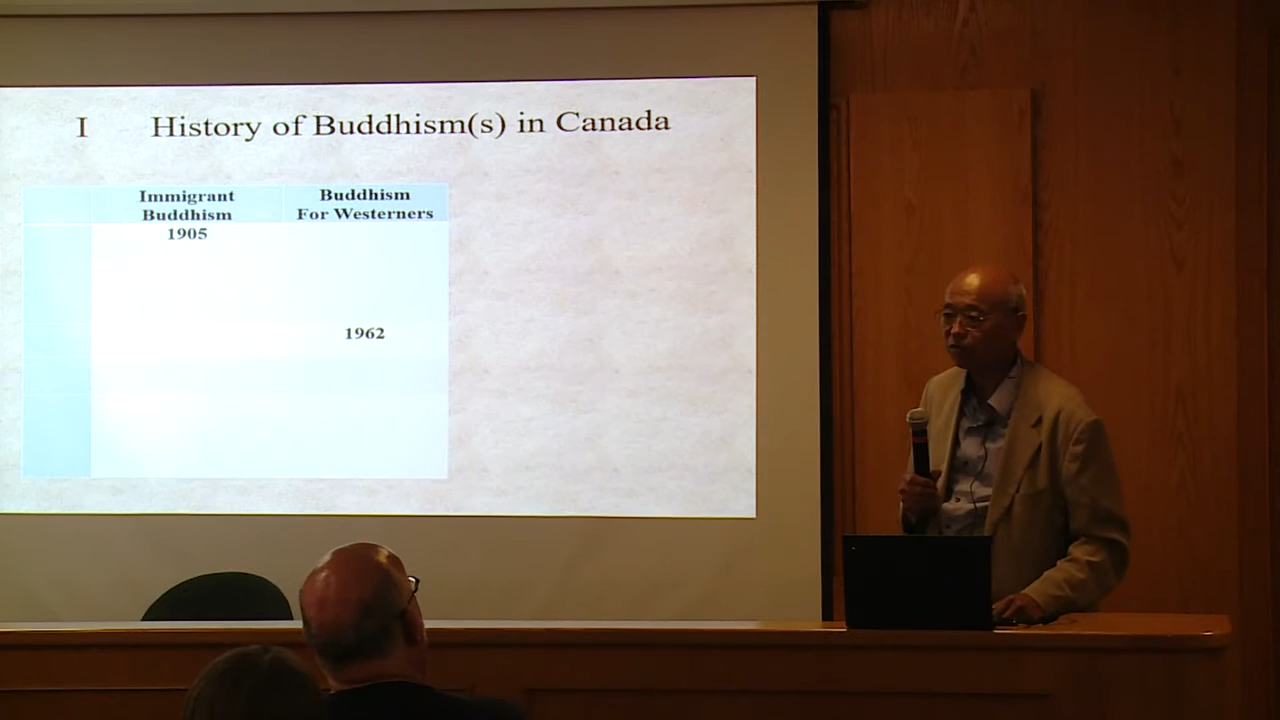 I History of Buddhism(s) in Canada
Immigrant
Buddhism
Buddhism
For Westerners
1905
1962